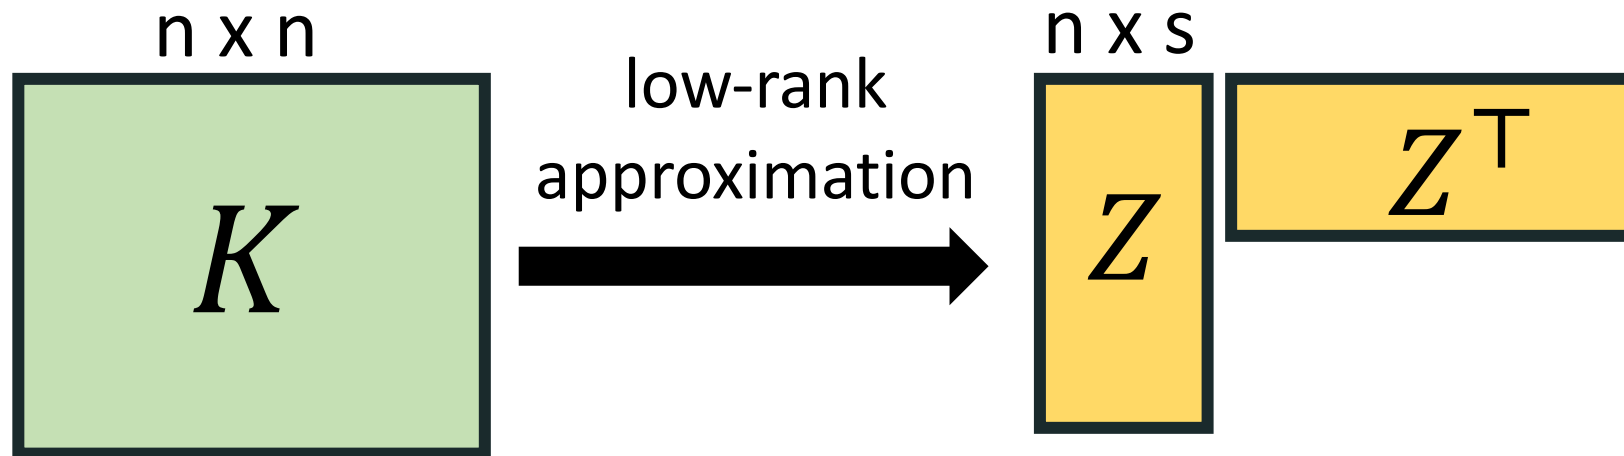 n x n
K
low-rank
approximation
n x s
Z
Z⊤